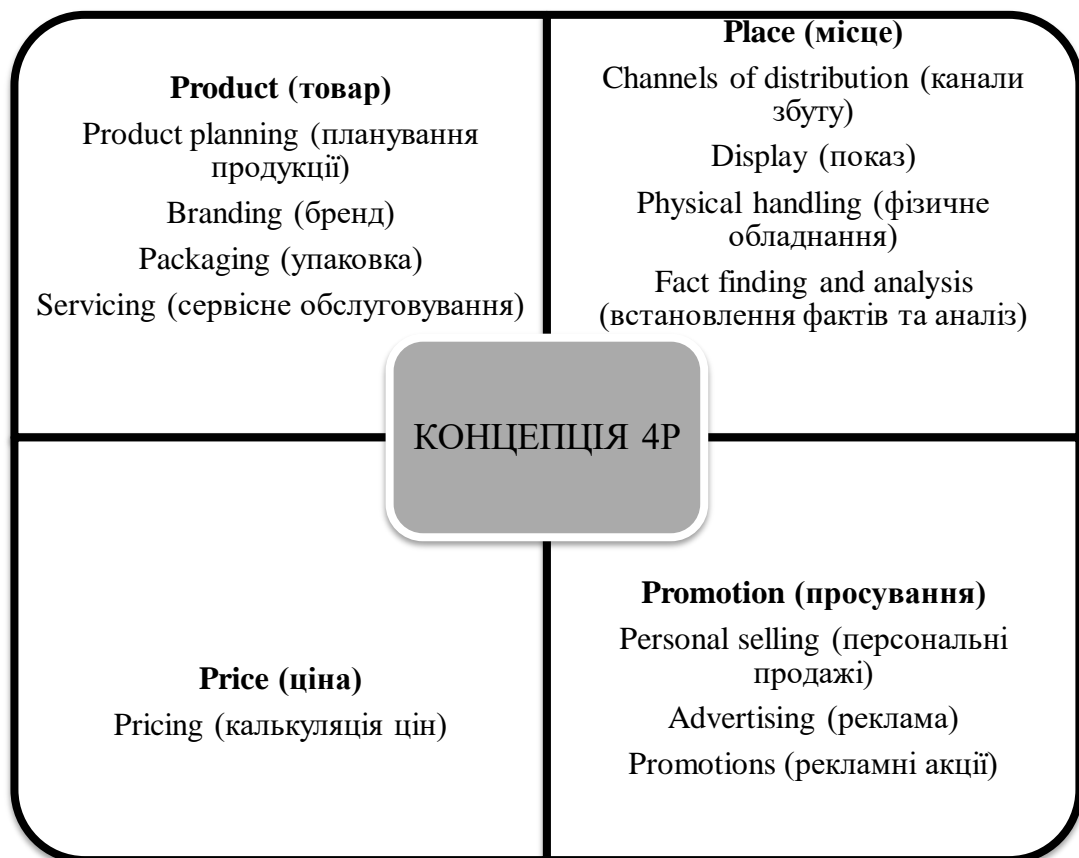 Product (товар)
Product planning (планування
продукції)
Branding (бренд)
Packaging (упаковка)
Servicing (сервісне обслуговування)
Place (місце)
Channels of distribution (канали
збуту)
Display (показ)
Physical handling (фізичне
обладнання)
Fact finding and analysis
(встановлення фактів та аналіз)
КОНЦЕПЦІЯ 4Р
Price (ціна)
Pricing (калькуляція цін)
Promotion (просування)
Personal selling (персональні
продажі)
Advertising (реклама)
Promotions (рекламні акції)